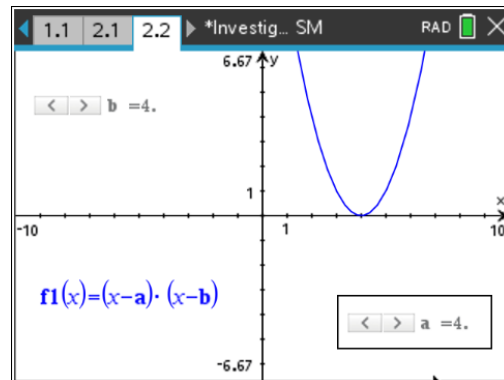 1.1 2.1 2.2 *Investig... SM RAD
6.67 y
< > b =4.
1
x
-10 1 10
f1(x)=(x-a)·(x-b)
< > a =4.
-6.67